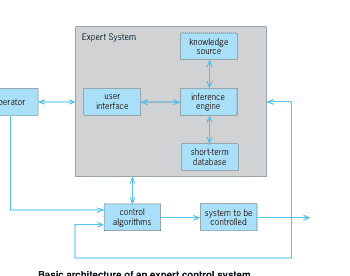 Expert System
knowledge
source
perator
user
interface
inference
engine
short-term
database
control
algorithms
system to be
controlled
Basic architecture of an expert control system